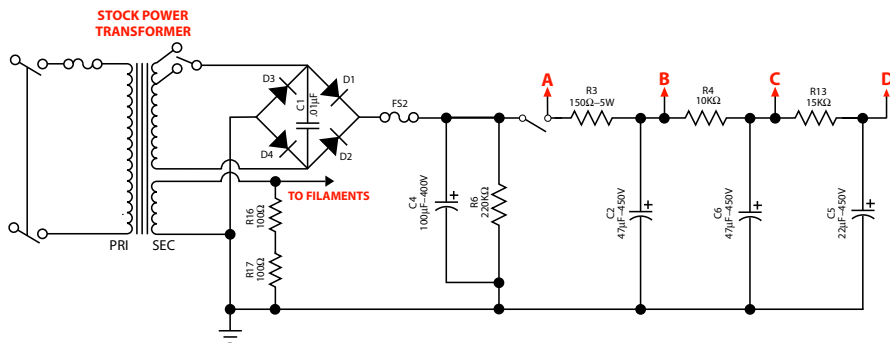 STOCK POWER
TRANSFORMER
D3
D1
C1
.01µF
D4
D2
FS2
A
B
C
D
R3
150Ω–5W
R4
10KΩ
R13
15KΩ
TO FILAMENTS
R16
100Ω
R17
100Ω
C4
100µF–400V
R6
220KΩ
C2
47µF–450V
C6
47µF–450V
C5
22µF–450V
+
+
+
+
PRI
SEC